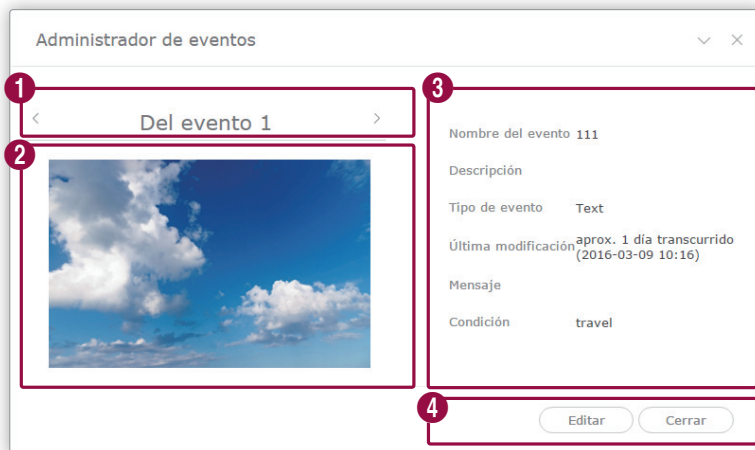 Administrador de eventos
1
Del evento 1
2
3
Nombre del evento 111
Descripción
Tipo de evento Text
Última modificación aprox. 1 día transcurrido
(2016-03-09 10:16)
Mensaje
Condición travel
4
Editar Cerrar